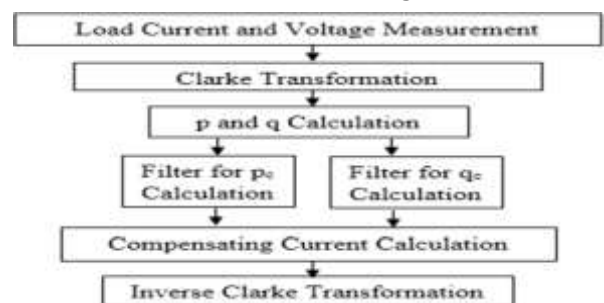 Load Current and Voltage Measurement
Clarke Transformation
p and q Calculation
Filter for pc
Calculation
Filter for qc
Calculation
Compensating Current Calculation
Inverse Clarke Transformation